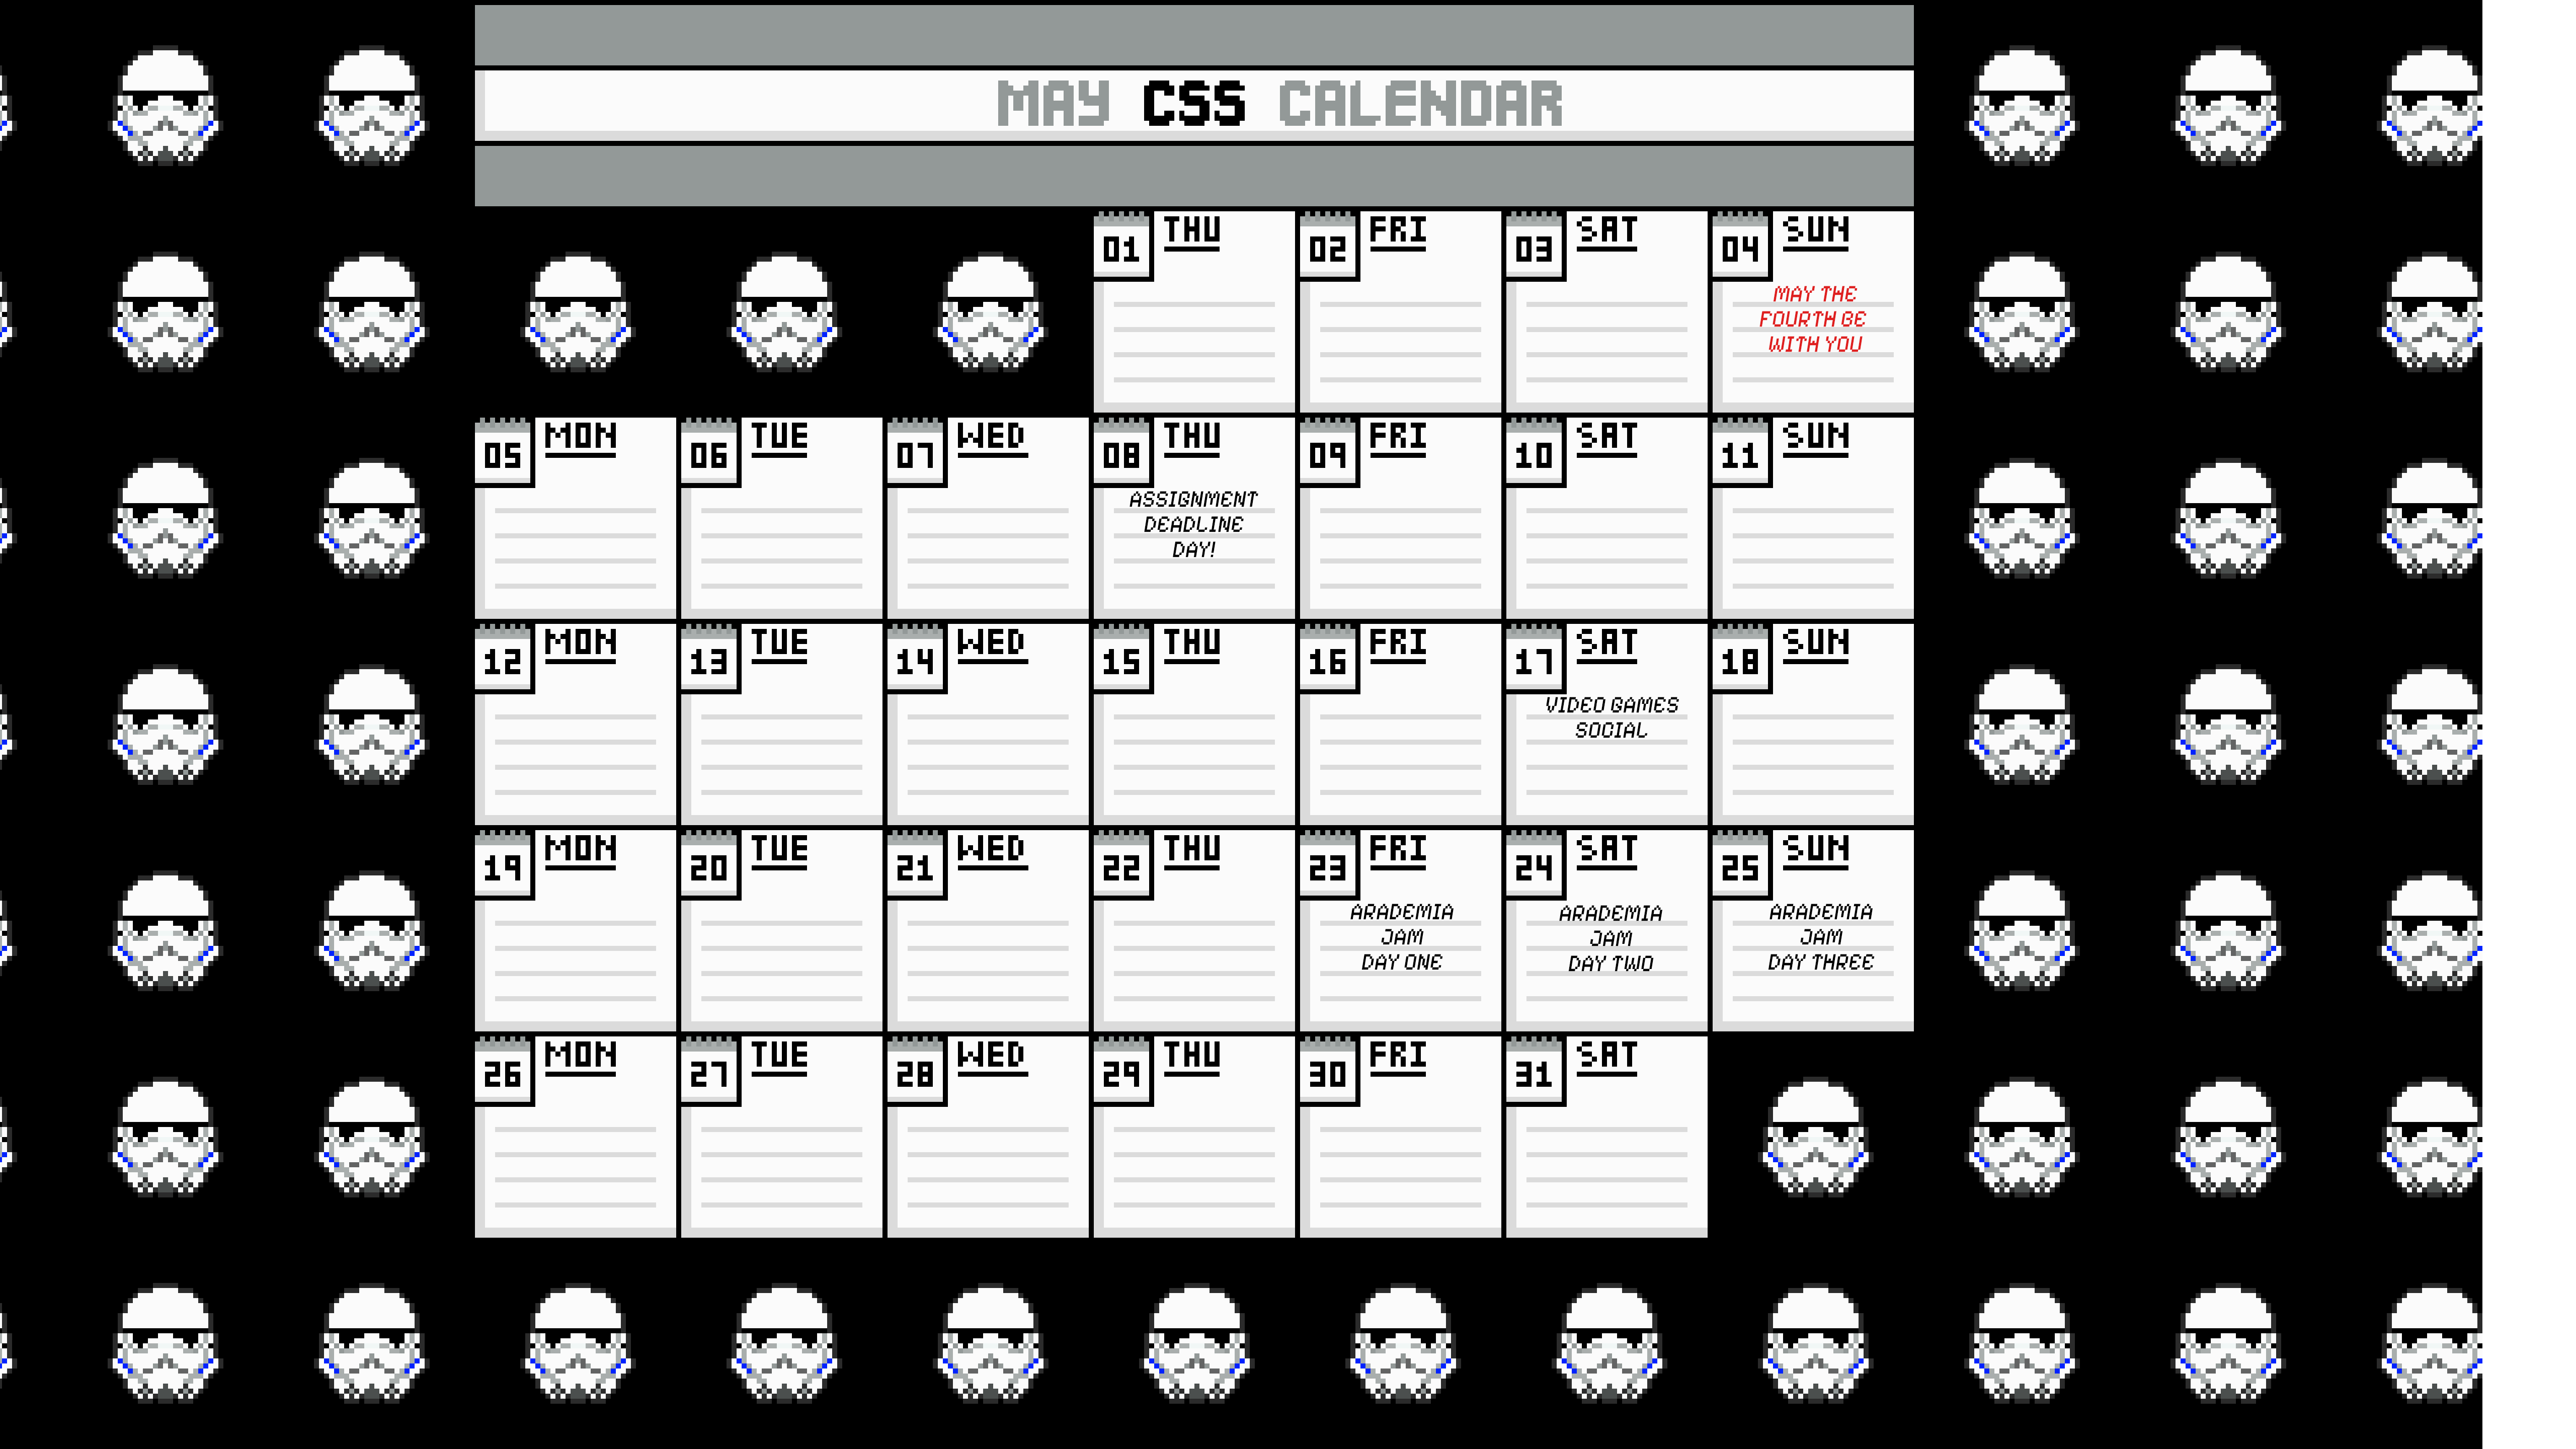 MAY CSS CALENDAR
01 THU
02 FRI
03 SAT
04 SUN
MAY THE
FOURTH BE
WITH YOU
05 MON
06 TUE
07 WED
08 THU
ASSIGNMENT
DEADLINE
DAY!
09 FRI
10 SAT
11 SUN
12 MON
13 TUE
14 WED
15 THU
16 FRI
17 SAT
VIDEO GAMES
SOCIAL
18 SUN
19 MON
20 TUE
21 WED
22 THU
23 FRI
ARADEMIA
JAM
DAY ONE
24 SAT
ARADEMIA
JAM
DAY TWO
25 SUN
ARADEMIA
JAM
DAY THREE
26 MON
27 TUE
28 WED
29 THU
30 FRI
31 SAT